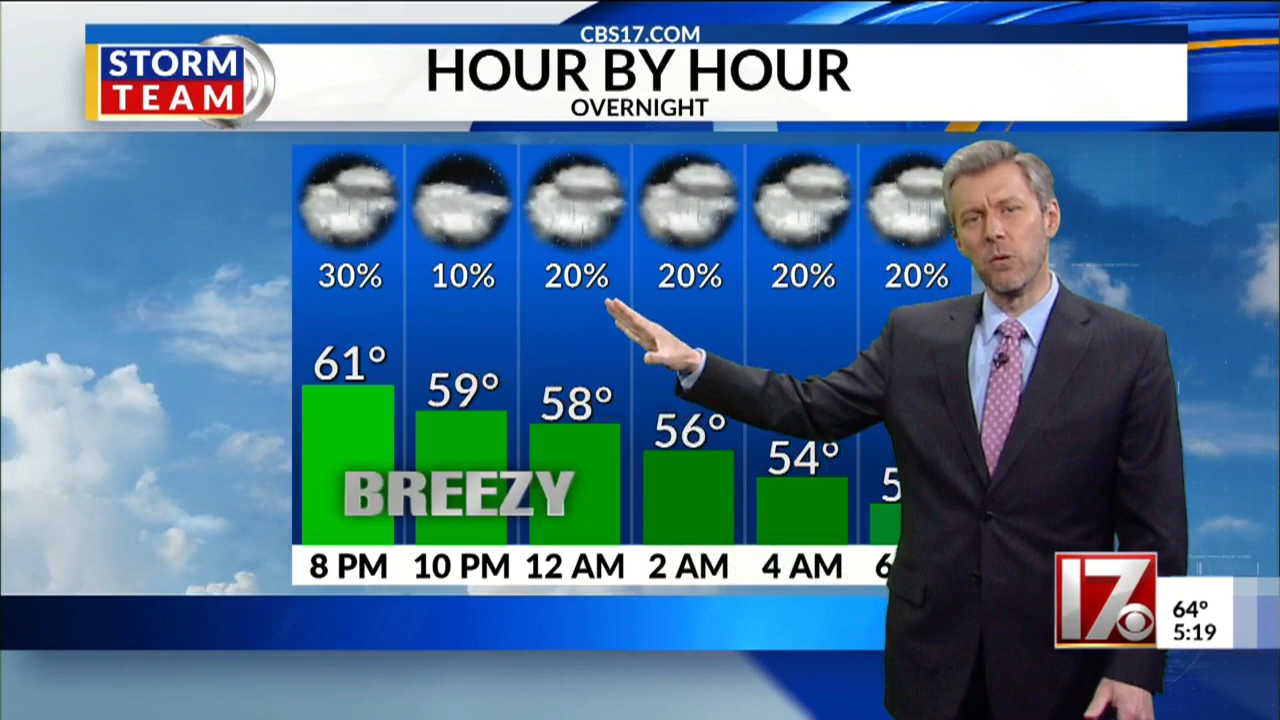 CBS17.COM
STORM
TEAM
HOUR BY HOUR
OVERNIGHT
30% 10% 20% 20% 20% 20%
61° 59° 58° 56° 54°
BREEZY
8 PM 10 PM 12 AM 2 AM 4 AM
17
64°
5:19